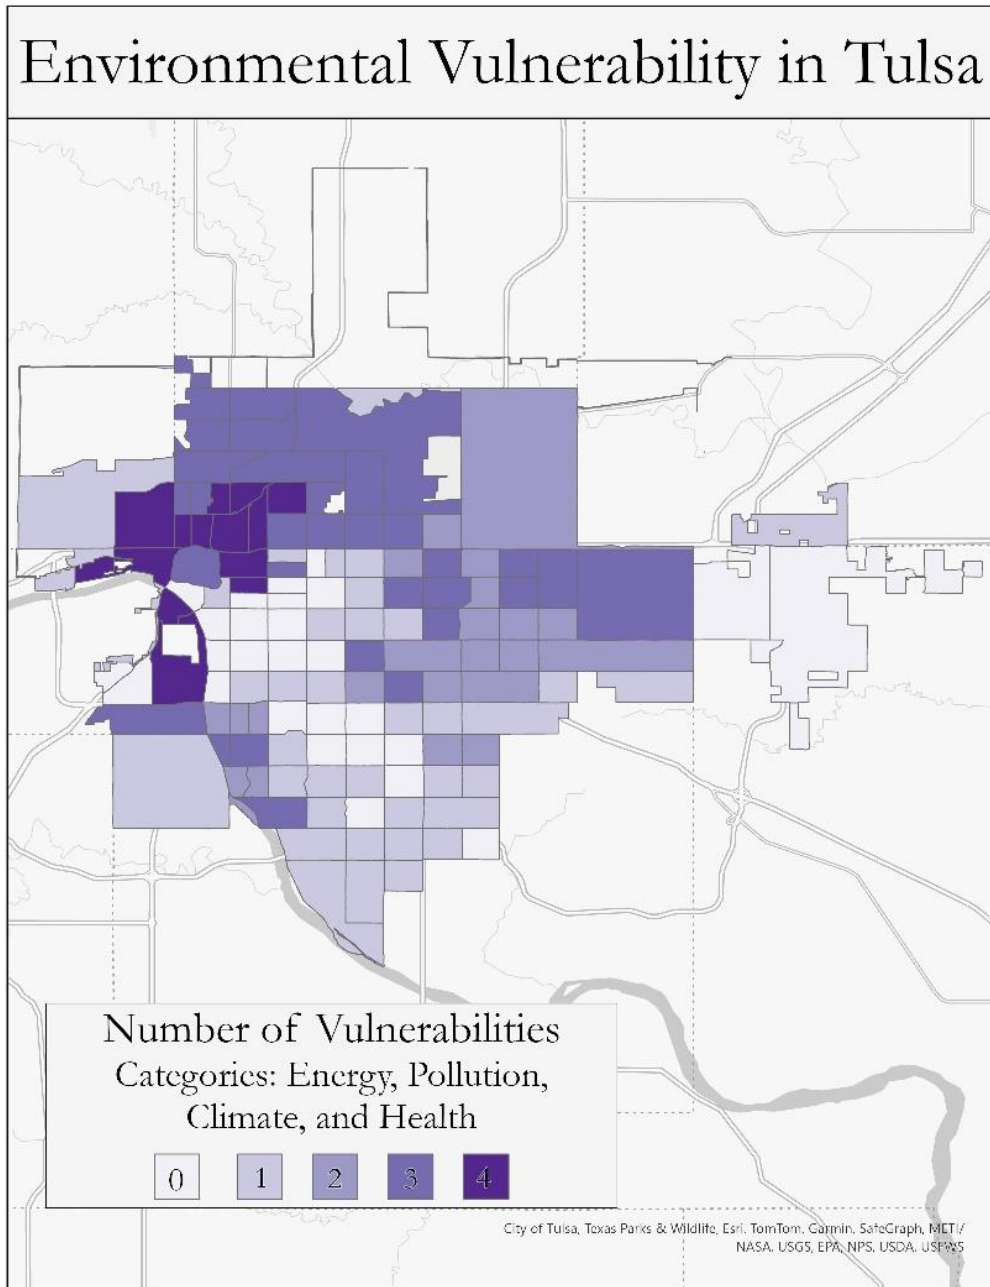 Environmental Vulnerability in Tulsa
Number of Vulnerabilities
Categories: Energy, Pollution,
Climate, and Health
0 1 2 3 4
City of Tulsa, Texas Parks & Wildlife, Esri, TomTom, Garmin, SafeGraph, METI/
NASA, USGS, EPA, NPS, USDA, USFWS